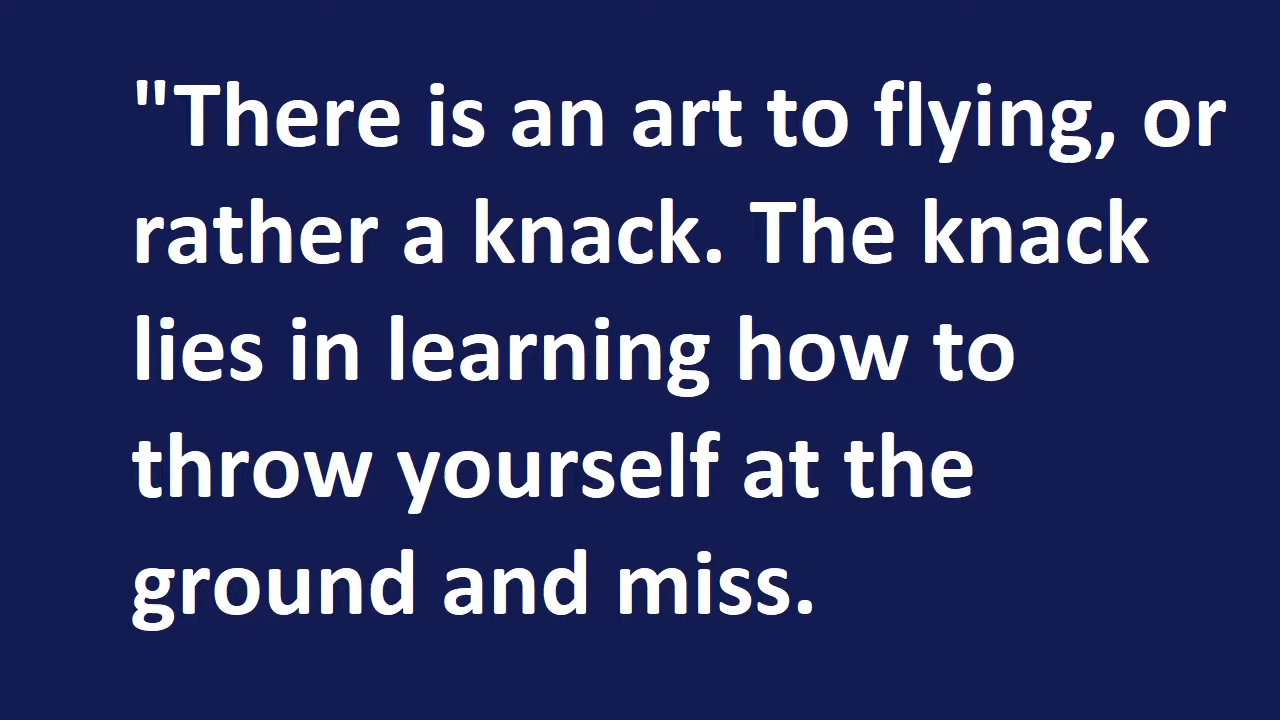 "There is an art to flying, or
rather a knack. The knack
lies in learning how to
throw yourself at the
ground and miss.